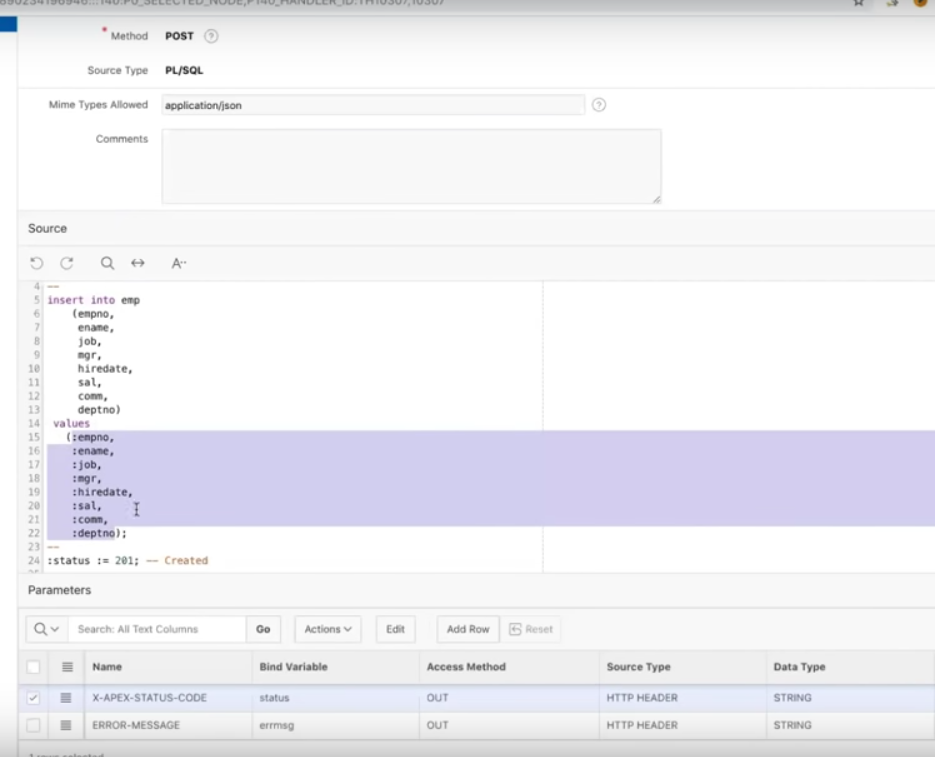 * Method POST ?
Source Type PL/SQL
Mime Types Allowed application/json ?
Comments
Source
A
4 --
5 insert into emp
6 (empno,
7 ename,
8 job,
9 mgr,
10 hiredate,
11 sal,
12 comm,
13 deptno)
14 values
15 (:empno,
16 :ename,
17 :job,
18 :mgr,
19 :hiredate,
20 :sal,
21 :comm,
22 :deptno);
23 --
24 :status := 201; -- Created
Parameters
Search: All Text Columns Go Actions Edit Add Row Reset
Name Bind Variable Access Method Source Type Data Type
X-APEX-STATUS-CODE status OUT HTTP HEADER STRING
ERROR-MESSAGE errmsg OUT HTTP HEADER STRING